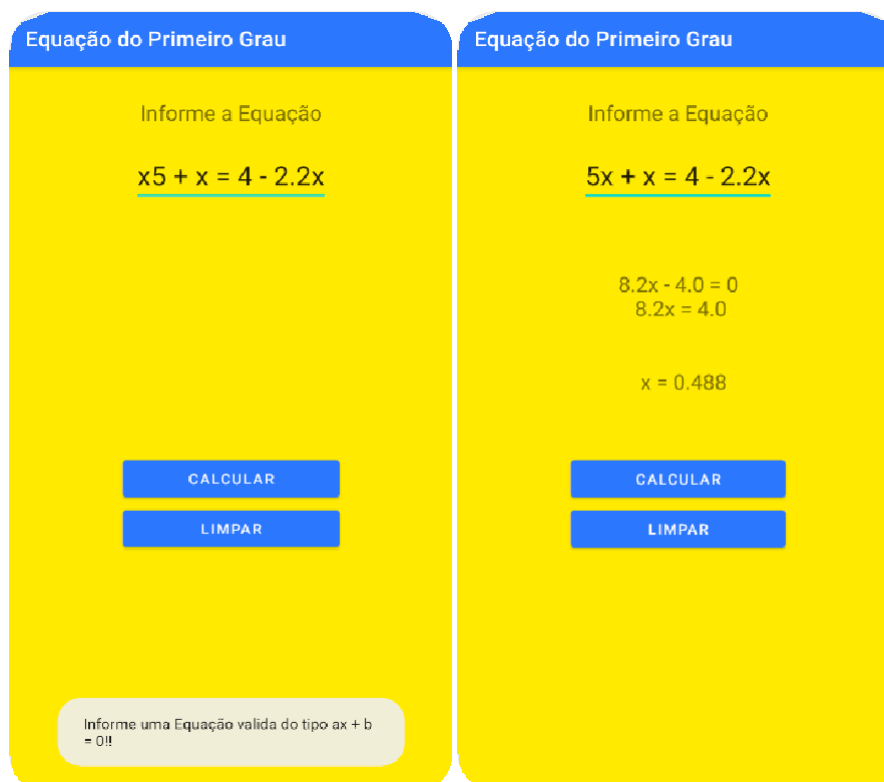 Equação do Primeiro Grau
Informe a Equação
x5 + x = 4 - 2.2x
CALCULAR
LIMPAR
Informe uma Equação valida do tipo ax + b
= 0!!
Equação do Primeiro Grau
Informe a Equação
5x + x = 4 - 2.2x
8.2x - 4.0 = 0
8.2x = 4.0
x = 0.488
CALCULAR
LIMPAR